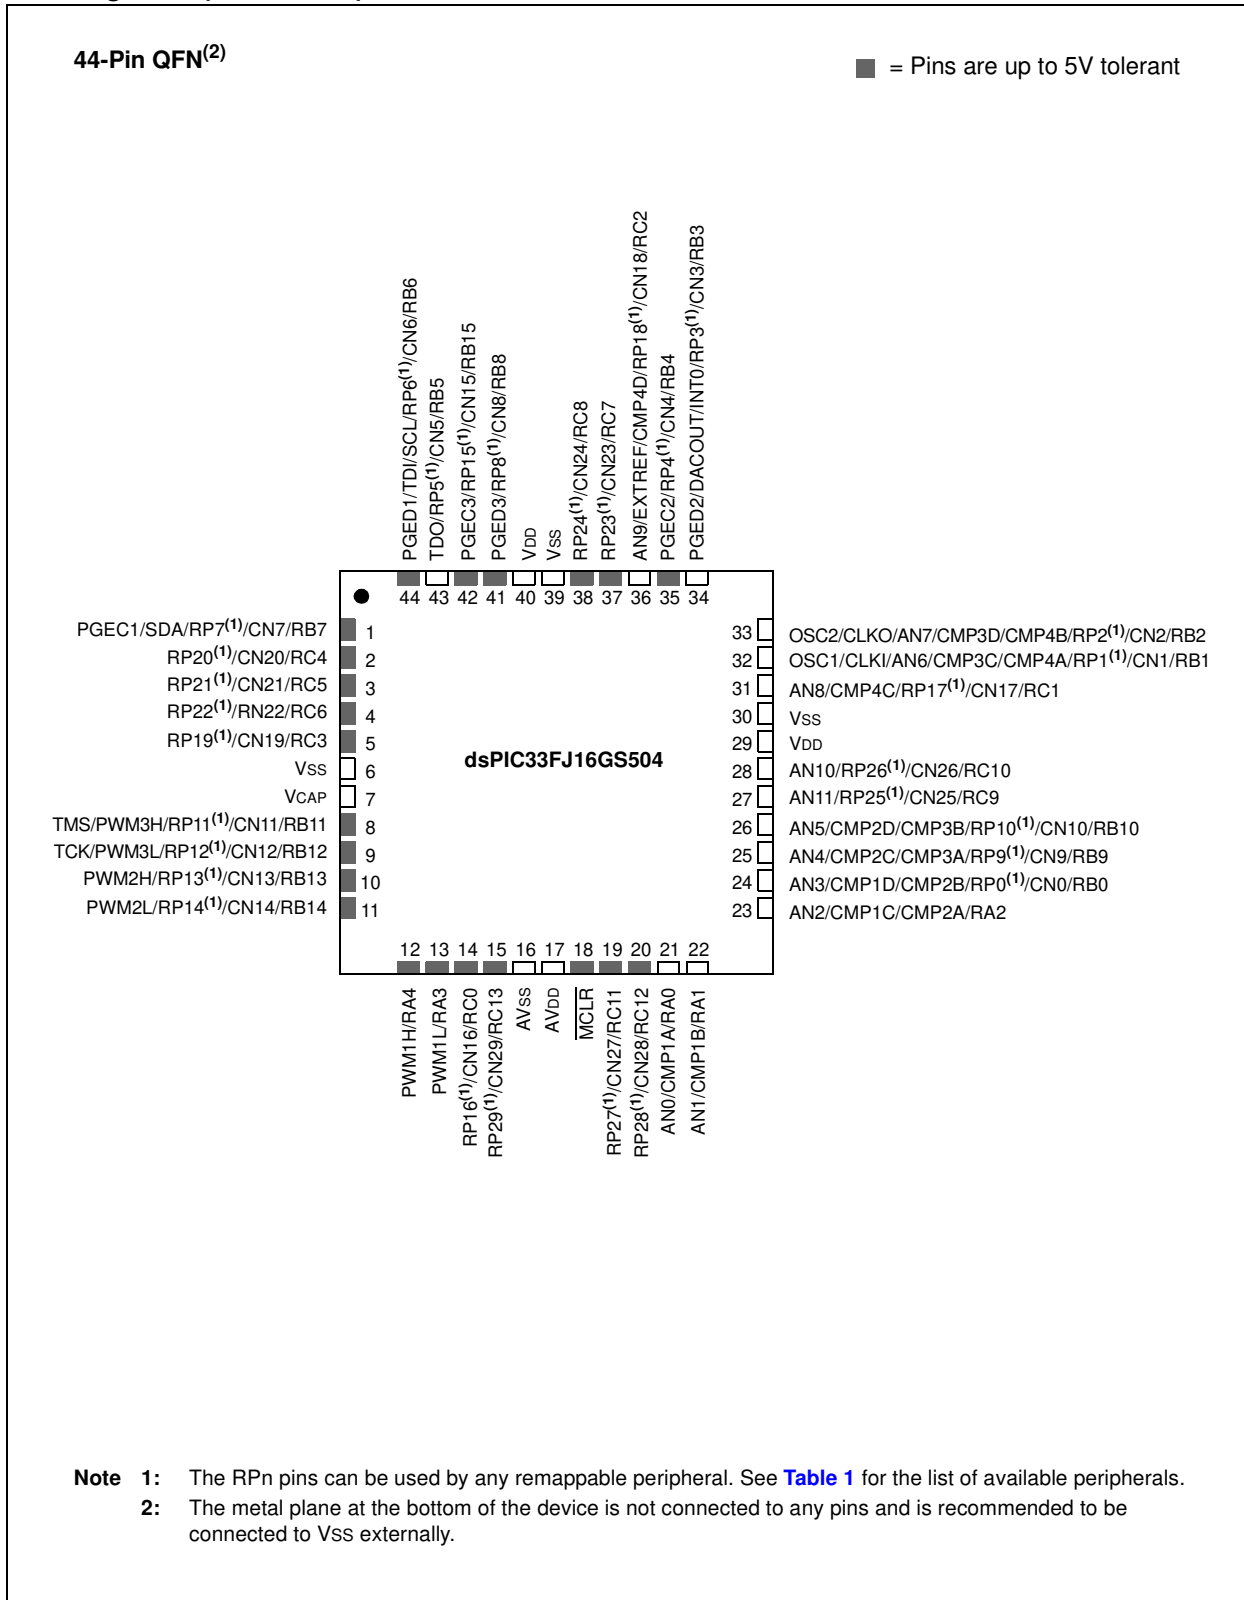 44-Pin QFN(2)
= Pins are up to 5V tolerant
PGED1/TDI/SCL/RP6(1)/CN6/RB6
TDO/RP5(1)/CN5/RB5
PGEC3/RP15(1)/CN15/RB15
PGED3/RP8(1)/CN8/RB8
VDD
VSS
RP24(1)/CN24/RC8
RP23(1)/CN23/RC7
AN9/EXTREF/CMP4D/RP18(1)/CN18/RC2
PGEC2/RP4(1)/CN4/RB4
PGED2/DACOUT/INT0/RP3(1)/CN3/RB3
44 43 42 41 40 39 38 37 36 35 34
PGEC1/SDA/RP7(1)/CN7/RB7 1
RP20(1)/CN20/RC4 2
RP21(1)/CN21/RC5 3
RP22(1)/RN22/RC6 4
RP19(1)/CN19/RC3 5
VSS 6
VCAP 7
TMS/PWM3H/RP11(1)/CN11/RB11 8
TCK/PWM3L/RP12(1)/CN12/RB12 9
PWM2H/RP13(1)/CN13/RB13 10
PWM2L/RP14(1)/CN14/RB14 11
dsPIC33FJ16GS504
33 OSC2/CLKO/AN7/CMP3D/CMP4B/RP2(1)/CN2/RB2
32 OSC1/CLKI/AN6/CMP3C/CMP4A/RP1(1)/CN1/RB1
31 AN8/CMP4C/RP17(1)/CN17/RC1
30 VSS
29 VDD
28 AN10/RP26(1)/CN26/RC10
27 AN11/RP25(1)/CN25/RC9
26 AN5/CMP2D/CMP3B/RP10(1)/CN10/RB10
25 AN4/CMP2C/CMP3A/RP9(1)/CN9/RB9
24 AN3/CMP1D/CMP2B/RP0(1)/CN0/RB0
23 AN2/CMP1C/CMP2A/RA2
12 13 14 15 16 17 18 19 20 21 22
PWM1H/RA4
PWM1L/RA3
RP16(1)/CN16/RC0
RP29(1)/CN29/RC13
AVSS
AVDD
MCLR
RP27(1)/CN27/RC11
RP28(1)/CN28/RC12
AN0/CMP1A/RA0
AN1/CMP1B/RA1
Note 1: The RPn pins can be used by any remappable peripheral. See Table 1 for the list of available peripherals.
2: The metal plane at the bottom of the device is not connected to any pins and is recommended to be
connected to VSS externally.